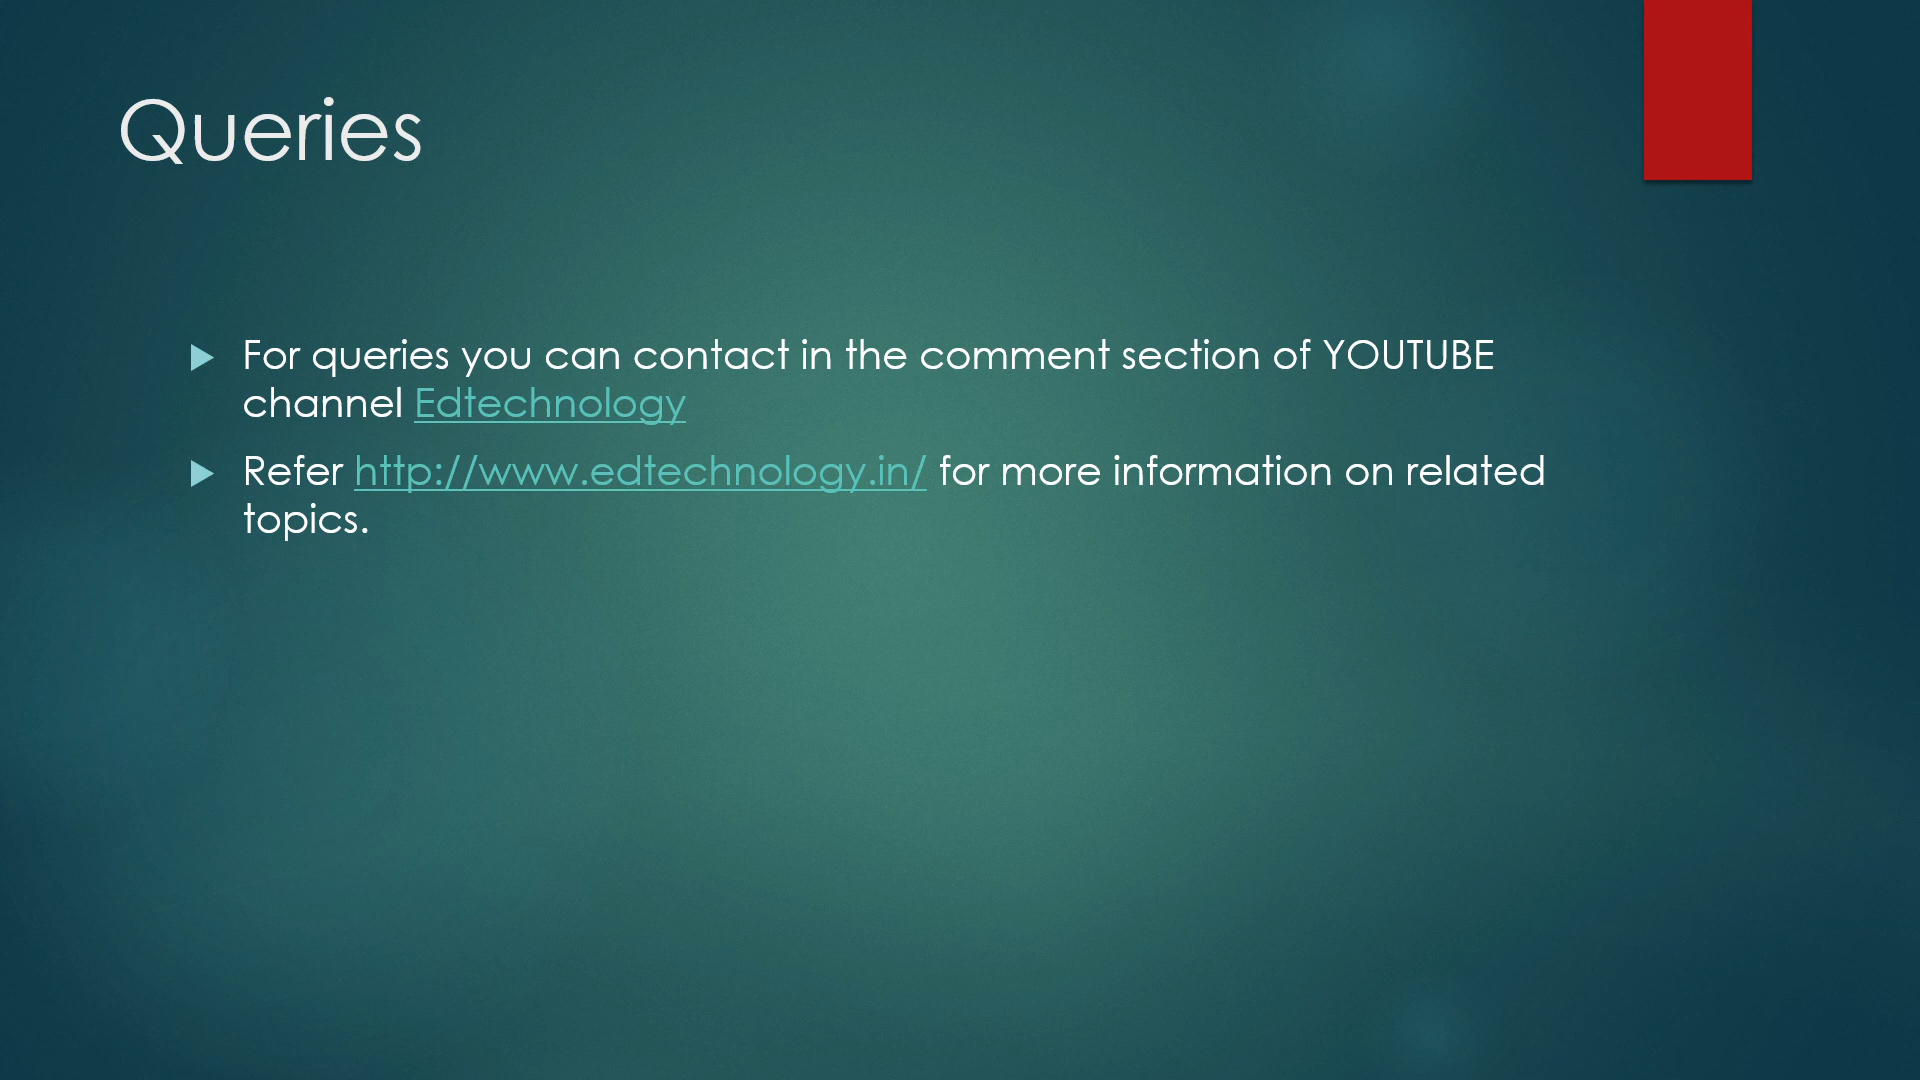 Queries
For queries you can contact in the comment section of YOUTUBE
channel Edtechnology
Refer http://www.edtechnology.in/ for more information on related
topics.